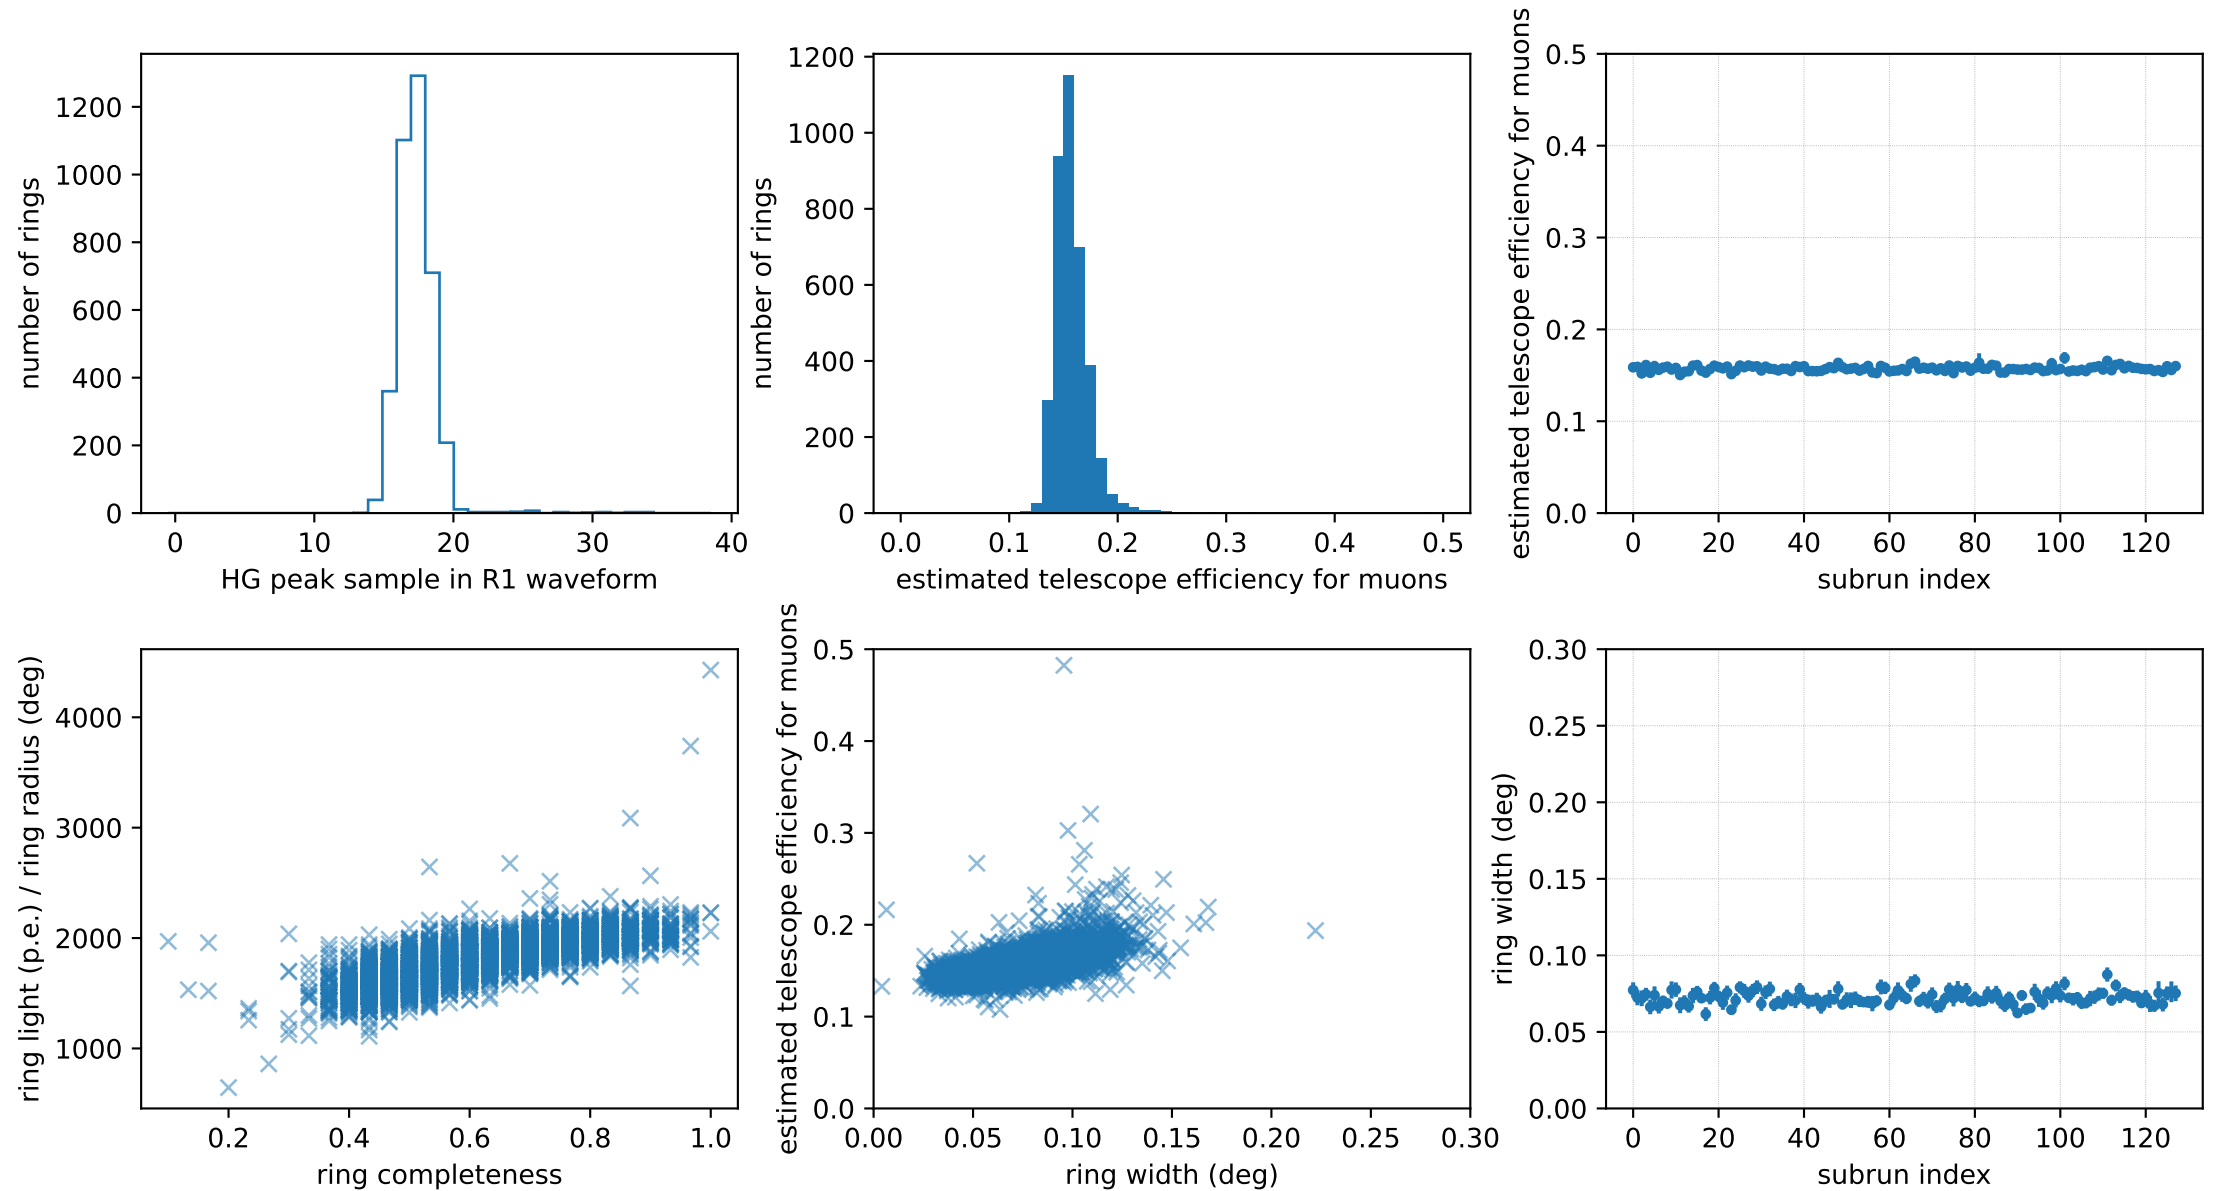 number of rings
1200
1000
800
600
400
200
0
0 10 20 30 40
HG peak sample in R1 waveform
number of rings
1200
1000
800
600
400
200
0
0.0 0.1 0.2 0.3 0.4 0.5
estimated telescope efficiency for muons
estimated telescope efficiency for muons
0.5
0.4
0.3
0.2
0.1
0.0
0 20 40 60 80 100 120
subrun index
ring light (p.e.) / ring radius (deg)
4000
3000
2000
1000
0.2 0.4 0.6 0.8 1.0
ring completeness
estimated telescope efficiency for muons
0.5
0.4
0.3
0.2
0.1
0.0
0.00 0.05 0.10 0.15 0.20 0.25 0.30
ring width (deg)
ring width (deg)
0.30
0.25
0.20
0.15
0.10
0.05
0.00
0 20 40 60 80 100 120
subrun index